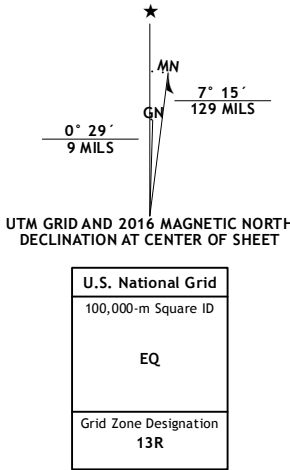 ★
MN
GN
7° 15´
129 MILS
0° 29´
9 MILS
UTM GRID AND 2016 MAGNETIC NORTH
DECLINATION AT CENTER OF SHEET
U.S. National Grid
100,000-m Square ID
EQ
Grid Zone Designation
13R